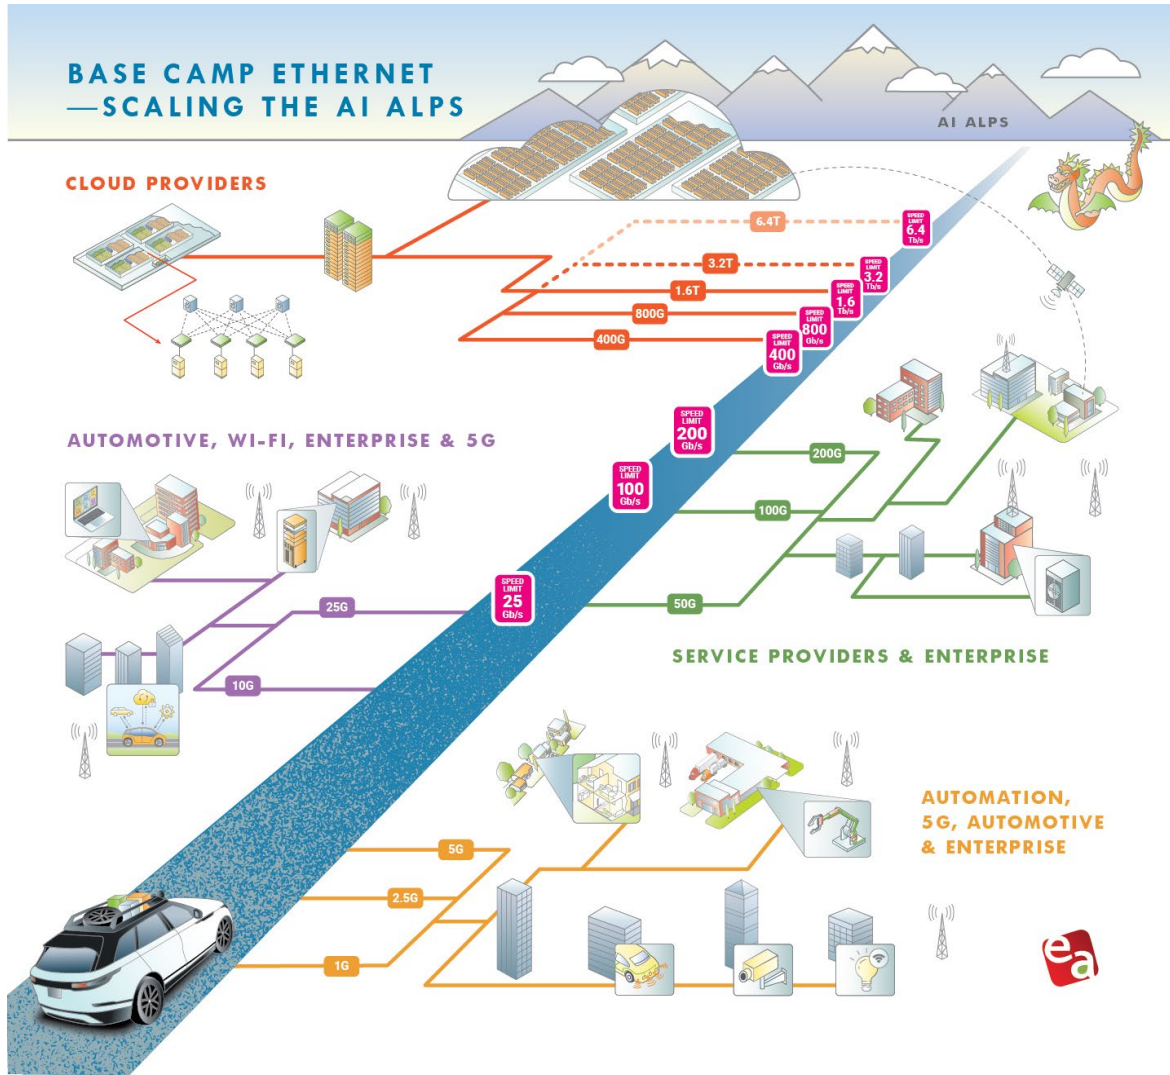 BASE CAMP ETHERNET
—SCALING THE AI ALPS
AI ALPS
CLOUD PROVIDERS
6.4T
SPEED
LIMIT
6.4
Tb/s
3.2T
SPEED
LIMIT
3.2
Tb/s
1.6T
SPEED
LIMIT
1.6
Tb/s
800G
SPEED
LIMIT
800
Gb/s
400G
SPEED
LIMIT
400
Gb/s
AUTOMOTIVE, WI-FI, ENTERPRISE & 5G
SPEED
LIMIT
200
Gb/s
200G
SPEED
LIMIT
100
Gb/s
100G
SPEED
LIMIT
25
Gb/s
25G
50G
10G
SERVICE PROVIDERS & ENTERPRISE
AUTOMATION,
5G, AUTOMOTIVE
& ENTERPRISE
5G
2.5G
1G
ea